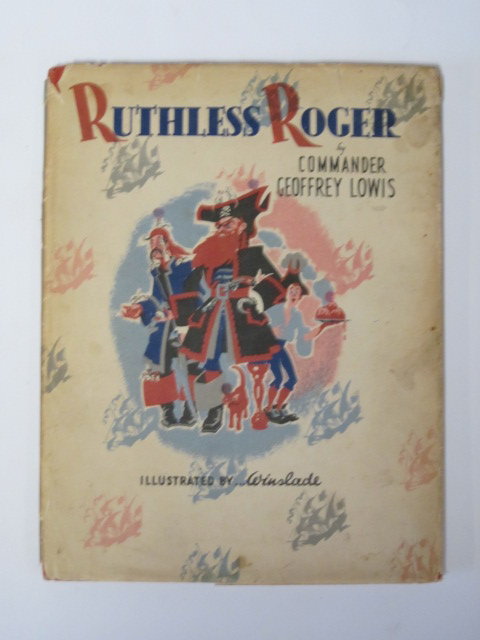 RUTHLESS ROGER
by
COMMANDER
GEOFFREY LOWIS
ILLUSTRATED BY Winslade